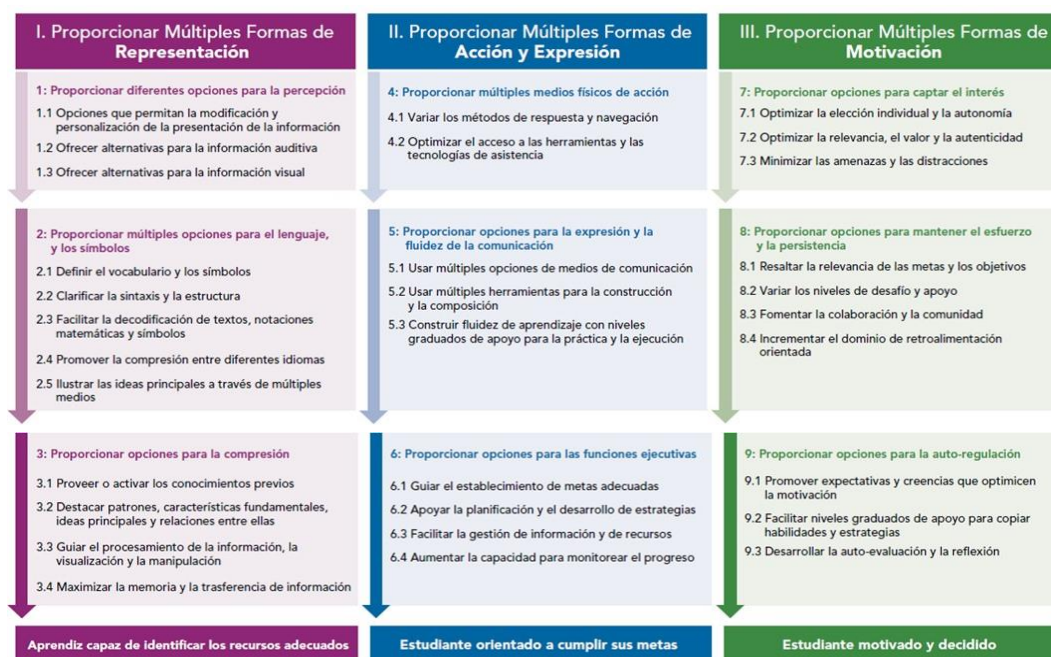 I. Proporcionar Múltiples Formas de
Representación
1: Proporcionar diferentes opciones para la percepción
1.1 Opciones que permitan la modificación y
personalización de la presentación de la información
1.2 Ofrecer alternativas para la información auditiva
1.3 Ofrecer alternativas para la información visual
2: Proporcionar múltiples opciones para el lenguaje,
y los símbolos
2.1 Definir el vocabulario y los símbolos
2.2 Clarificar la sintaxis y la estructura
2.3 Facilitar la decodificación de textos, notaciones
matemáticas y símbolos
2.4 Promover la compresión entre diferentes idiomas
2.5 Ilustrar las ideas principales a través de múltiples
medios
3: Proporcionar opciones para la compresión
3.1 Proveer o activar los conocimientos previos
3.2 Destacar patrones, características fundamentales,
ideas principales y relaciones entre ellas
3.3 Guiar el procesamiento de la información, la
visualización y la manipulación
3.4 Maximizar la memoria y la trasferencia de información
Aprendiz capaz de identificar los recursos adecuados
II. Proporcionar Múltiples Formas de
Acción y Expresión
4: Proporcionar múltiples medios físicos de acción
4.1 Variar los métodos de respuesta y navegación
4.2 Optimizar el acceso a las herramientas y las
tecnologías de asistencia
5: Proporcionar opciones para la expresión y la
fluidez de la comunicación
5.1 Usar múltiples opciones de medios de comunicación
5.2 Usar múltiples herramientas para la construcción
y la composición
5.3 Construir fluidez de aprendizaje con niveles
graduados de apoyo para la práctica y la ejecución
6: Proporcionar opciones para las funciones ejecutivas
6.1 Guiar el establecimiento de metas adecuadas
6.2 Apoyar la planificación y el desarrollo de estrategias
6.3 Facilitar la gestión de información y de recursos
6.4 Aumentar la capacidad para monitorear el progreso
Estudiante orientado a cumplir sus metas
III. Proporcionar Múltiples Formas de
Motivación
7: Proporcionar opciones para captar el interés
7.1 Optimizar la elección individual y la autonomía
7.2 Optimizar la relevancia, el valor y la autenticidad
7.3 Minimizar las amenazas y las distracciones
8: Proporcionar opciones para mantener el esfuerzo
y la persistencia
8.1 Resaltar la relevancia de las metas y los objetivos
8.2 Variar los niveles de desafío y apoyo
8.3 Fomentar la colaboración y la comunidad
8.4 Incrementar el dominio de retroalimentación
orientada
9: Proporcionar opciones para la auto-regulación
9.1 Promover expectativas y creencias que optimicen
la motivación
9.2 Facilitar niveles graduados de apoyo para copiar
habilidades y estrategias
9.3 Desarrollar la auto-evaluación y la reflexión
Estudiante motivado y decidido